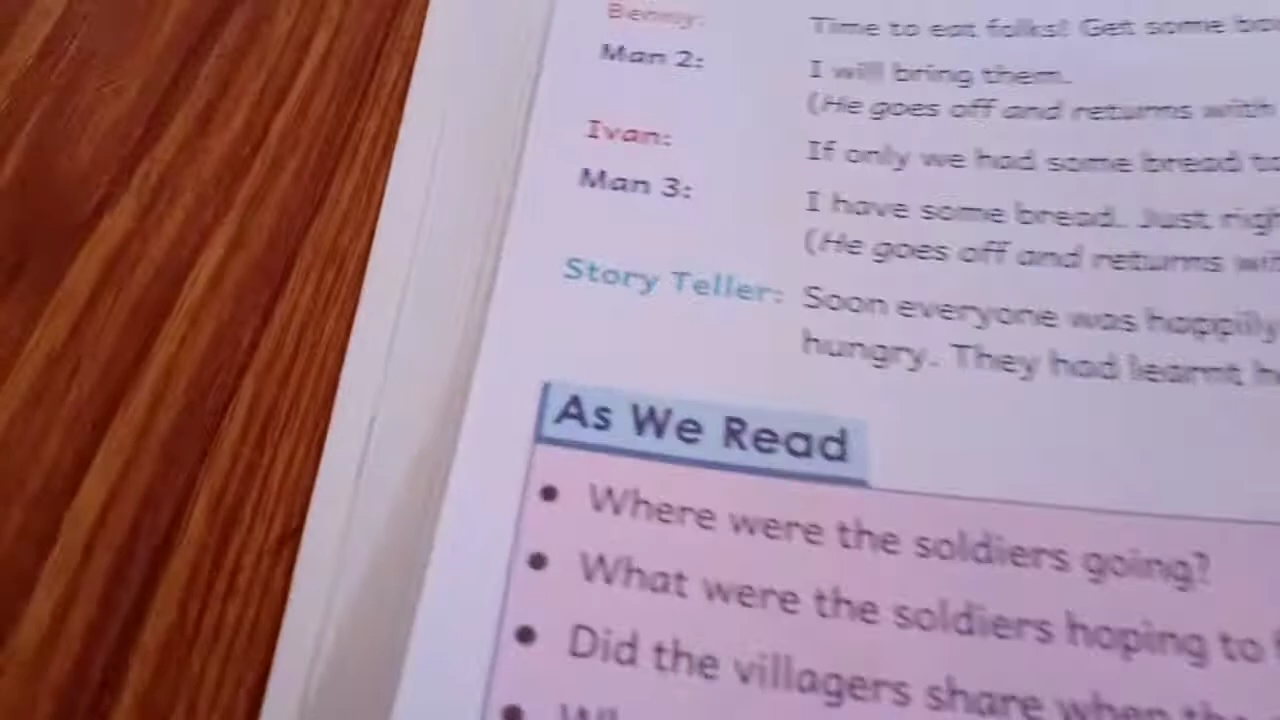 Benny: Time to eat folks! Get some
Man 2: I will bring them.
(He goes off and returns with
Ivan: If only we had some bread
Man 3: I have some bread. Just
(He goes off and returns
Story Teller: Soon everyone was happily
hungry. They had learnt
As We Read
• Where were the soldiers going?
• What were the soldiers hoping to
• Did the villagers share when